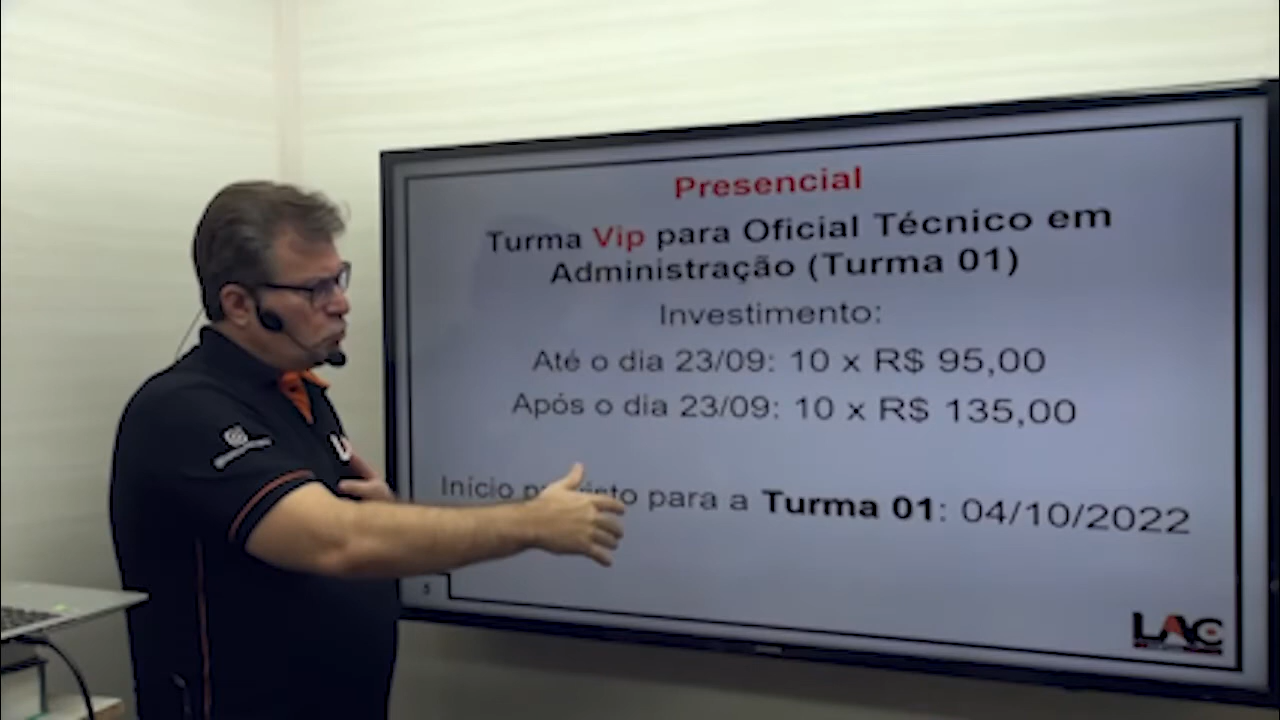 Presencial
Turma Vip para Oficial Técnico em
Administração (Turma 01)
Investimento:
Até o dia 23/09: 10 x R$ 95,00
Após o dia 23/09: 10 x R$ 135,00
Início para a Turma 01: 04/10/2022
5
LAC